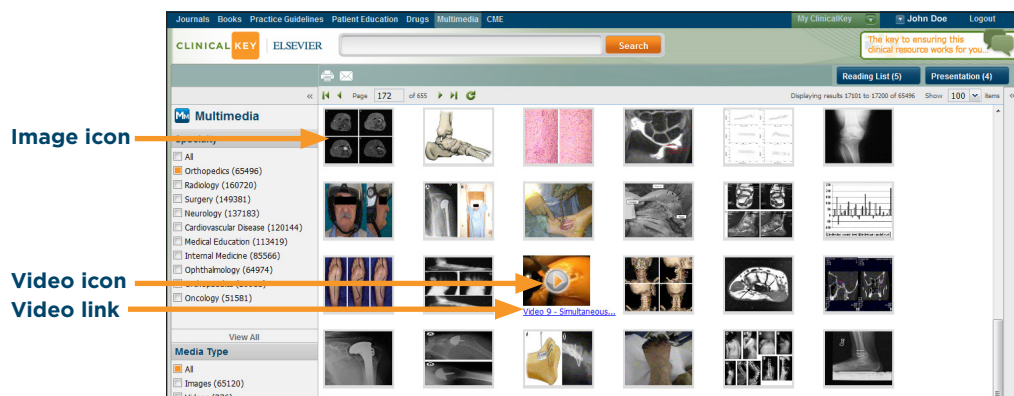 Journals Books Practice Guidelines Patient Education Drugs Multimedia CME My ClinicalKey John Doe Logout
CLINICAL KEY ELSEVIER Search The key to ensuring this
clinical resource works for you...
Reading List (5) Presentation (4)
« Page 172 of 655 Displaying results 17101 to 17200 of 65496 Show 100 items «
MM Multimedia
Image icon
Specialty
All
Orthopedics (65496)
Radiology (160720)
Surgery (149381)
Neurology (137183)
Cardiovascular Disease (120144)
Medical Education (113419)
Internal Medicine (85566)
Ophthalmology (64974)
Video icon
Oncology (51581)
Video link
Video 9 - Simultaneous...
View All
Media Type
All
Images (65120)